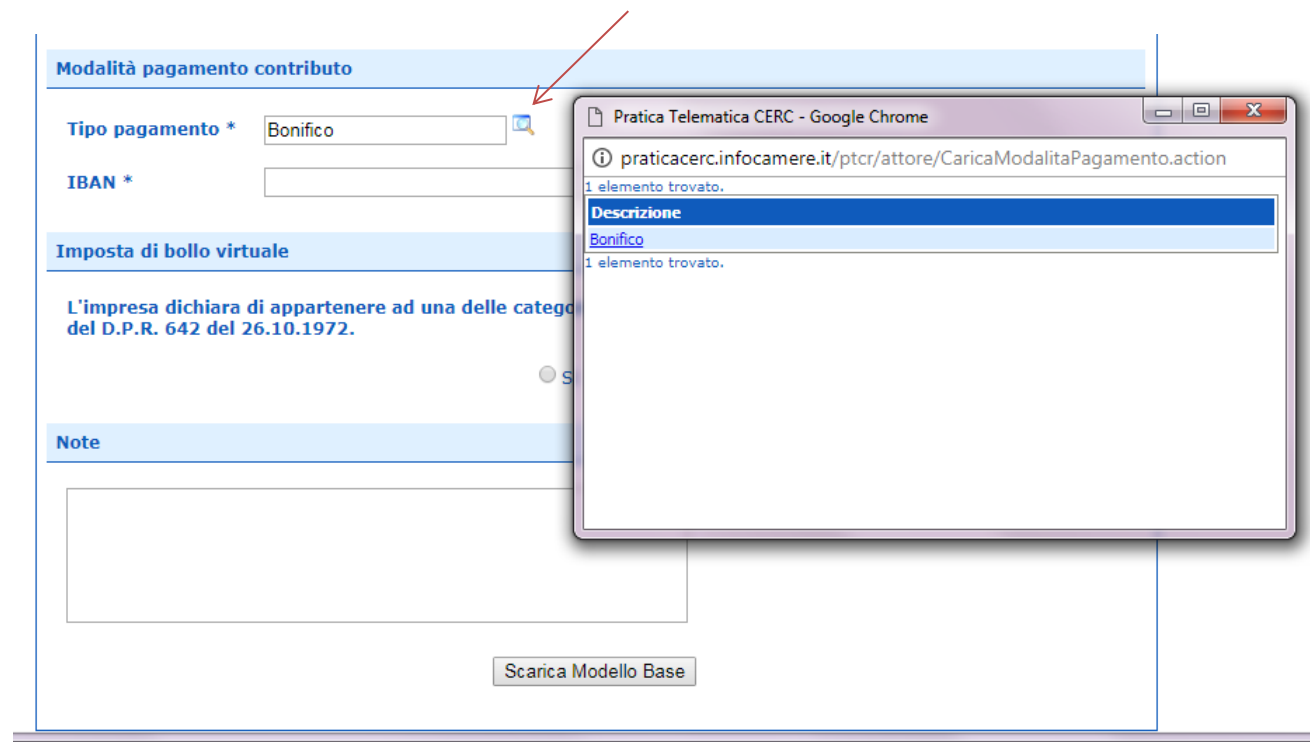 Modalità pagamento contributo
Tipo pagamento *
Bonifico
IBAN *
Imposta di bollo virtuale
L'impresa dichiara di appartenere ad una delle
del D.P.R. 642 del 26.10.1972.
Note
Scarica Modello Base
Pratica Telematica CERC - Google Chrome
praticacerc.infocamere.it/ptcr/attore/CaricaModalitaPagamento.action
1 elemento trovato.
Descrizione
Bonifico
1 elemento trovato.